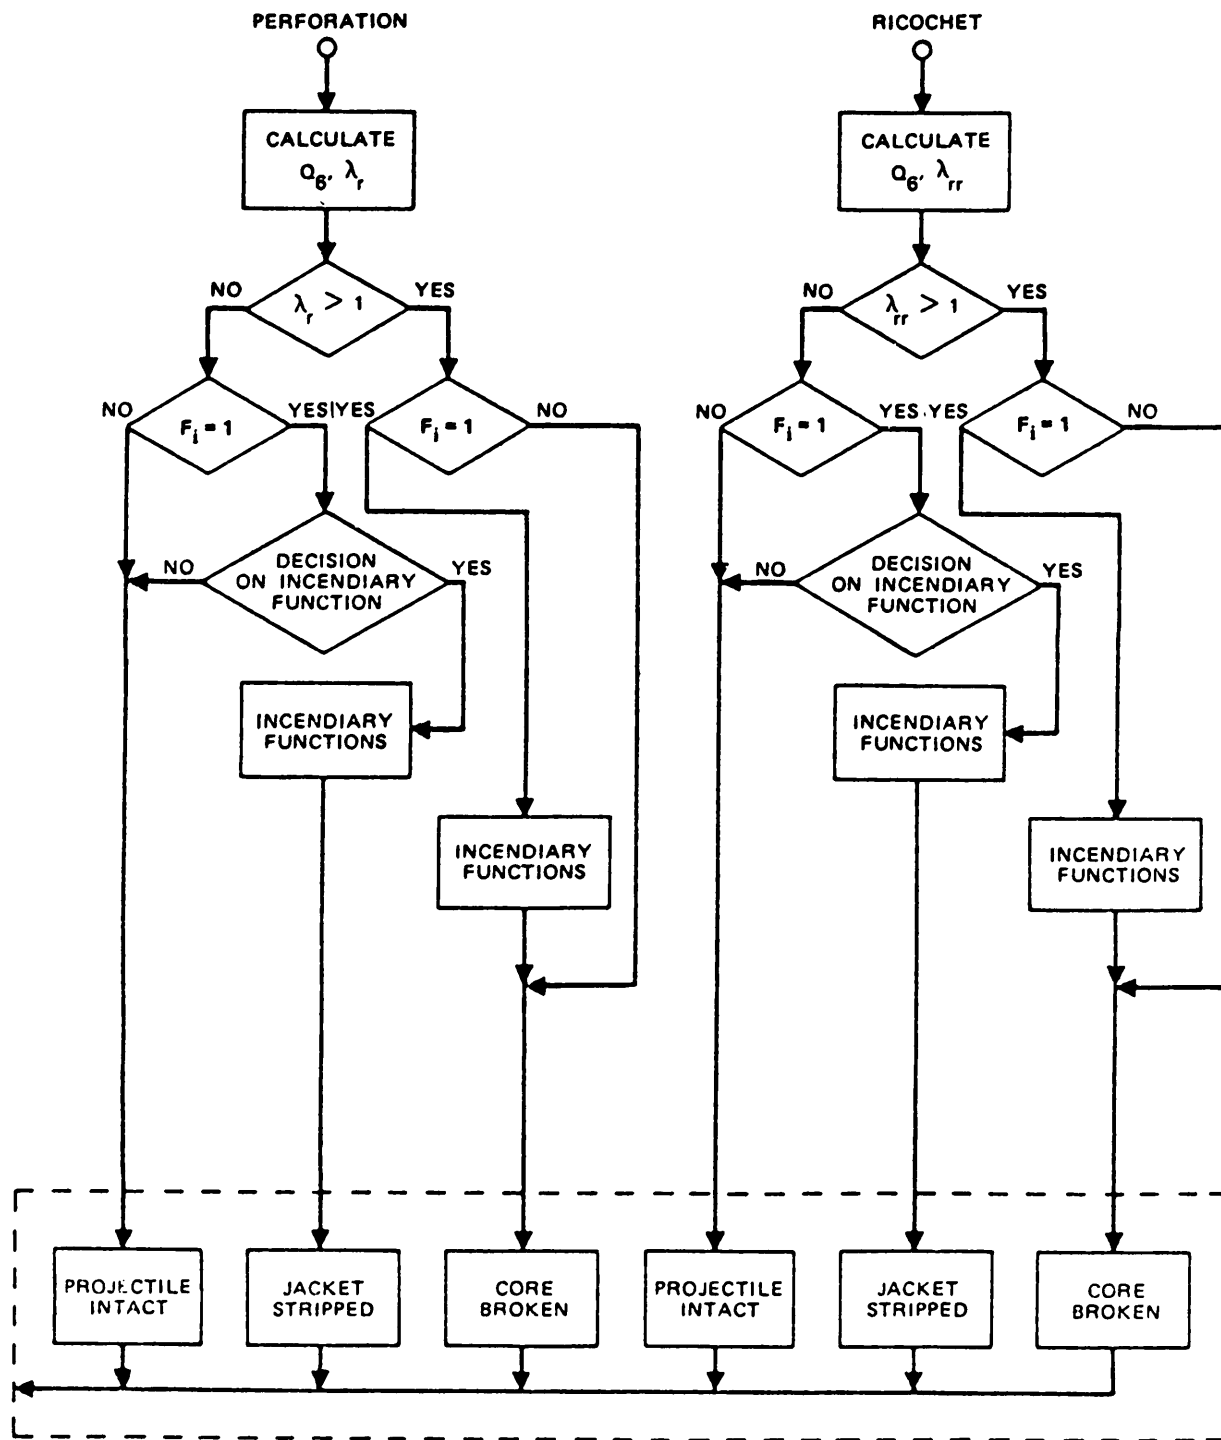 PERFORATION
CALCULATE
Q6, λr
λr > 1
NO
YES
Fi = 1
NO
YES
Fi = 1
YES
NO
DECISION
ON INCENDIARY
FUNCTION
NO
YES
INCENDIARY
FUNCTIONS
INCENDIARY
FUNCTIONS
PROJECTILE
INTACT
JACKET
STRIPPED
CORE
BROKEN
RICOCHET
CALCULATE
Q6, λrr
λrr > 1
NO
YES
Fi = 1
NO
YES
Fi = 1
YES
NO
DECISION
ON INCENDIARY
FUNCTION
NO
YES
INCENDIARY
FUNCTIONS
INCENDIARY
FUNCTIONS
PROJECTILE
INTACT
JACKET
STRIPPED
CORE
BROKEN